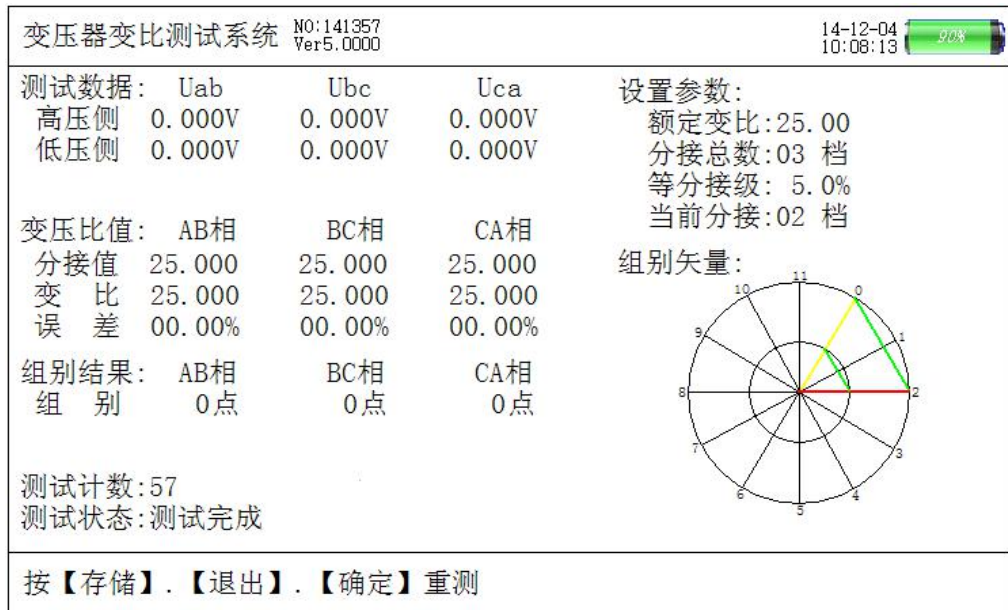 变压器变比测试系统 NO:141357 Ver5.0000
14-12-04 10:08:13 90%
测试数据: Uab Ubc Uca
高压侧 0.000V 0.000V 0.000V
低压侧 0.000V 0.000V 0.000V
变压比值: AB相 BC相 CA相
分接值 25.000 25.000 25.000
变 比 25.000 25.000 25.000
误 差 00.00% 00.00% 00.00%
组别结果: AB相 BC相 CA相
组 别 0点 0点 0点
测试计数:57
测试状态:测试完成
设置参数:
额定变比:25.00
分接总数:03 档
等分接级: 5.0%
当前分接:02 档
组别矢量:
11
0
1
2
3
4
5
6
7
8
9
10
按【存储】.【退出】.【确定】重测